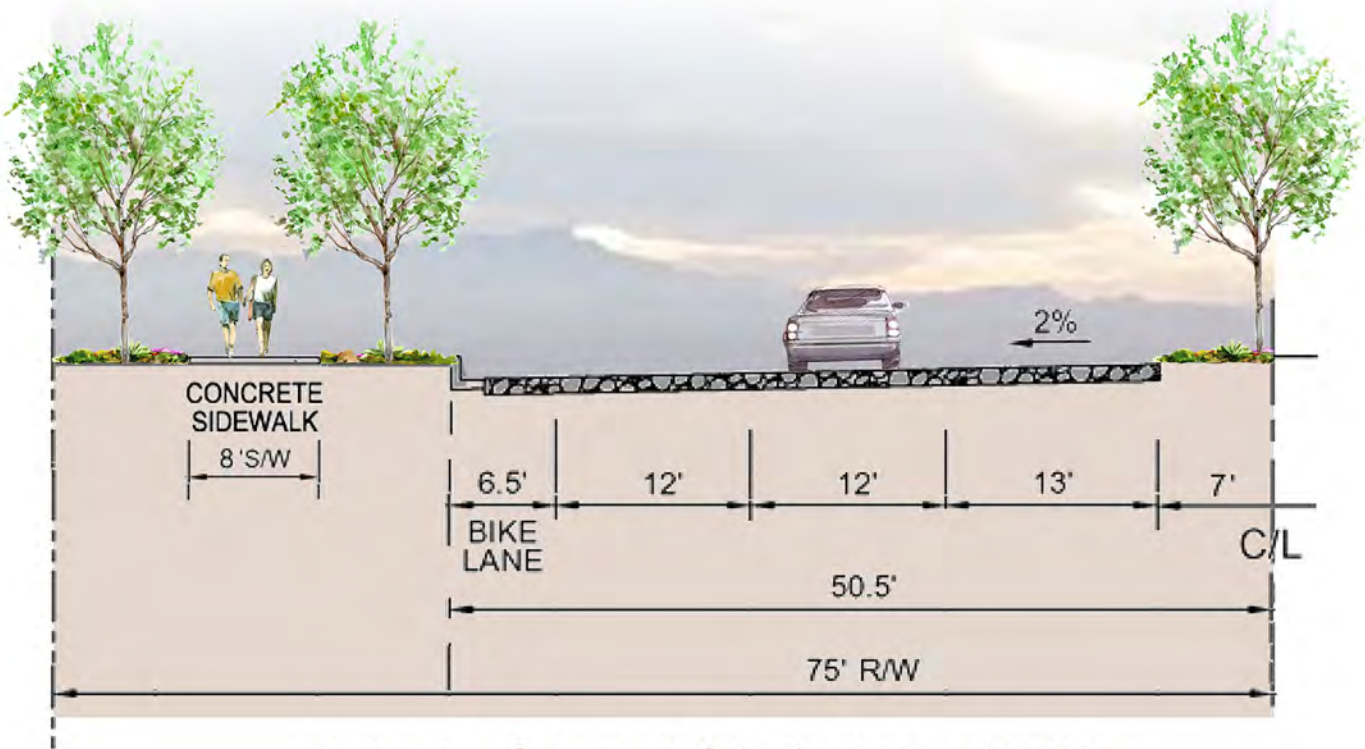 2%
CONCRETE
SIDEWALK
8'S/W
6.5'
12'
12'
13'
7'
BIKE
LANE
C/L
50.5'
75' R/W